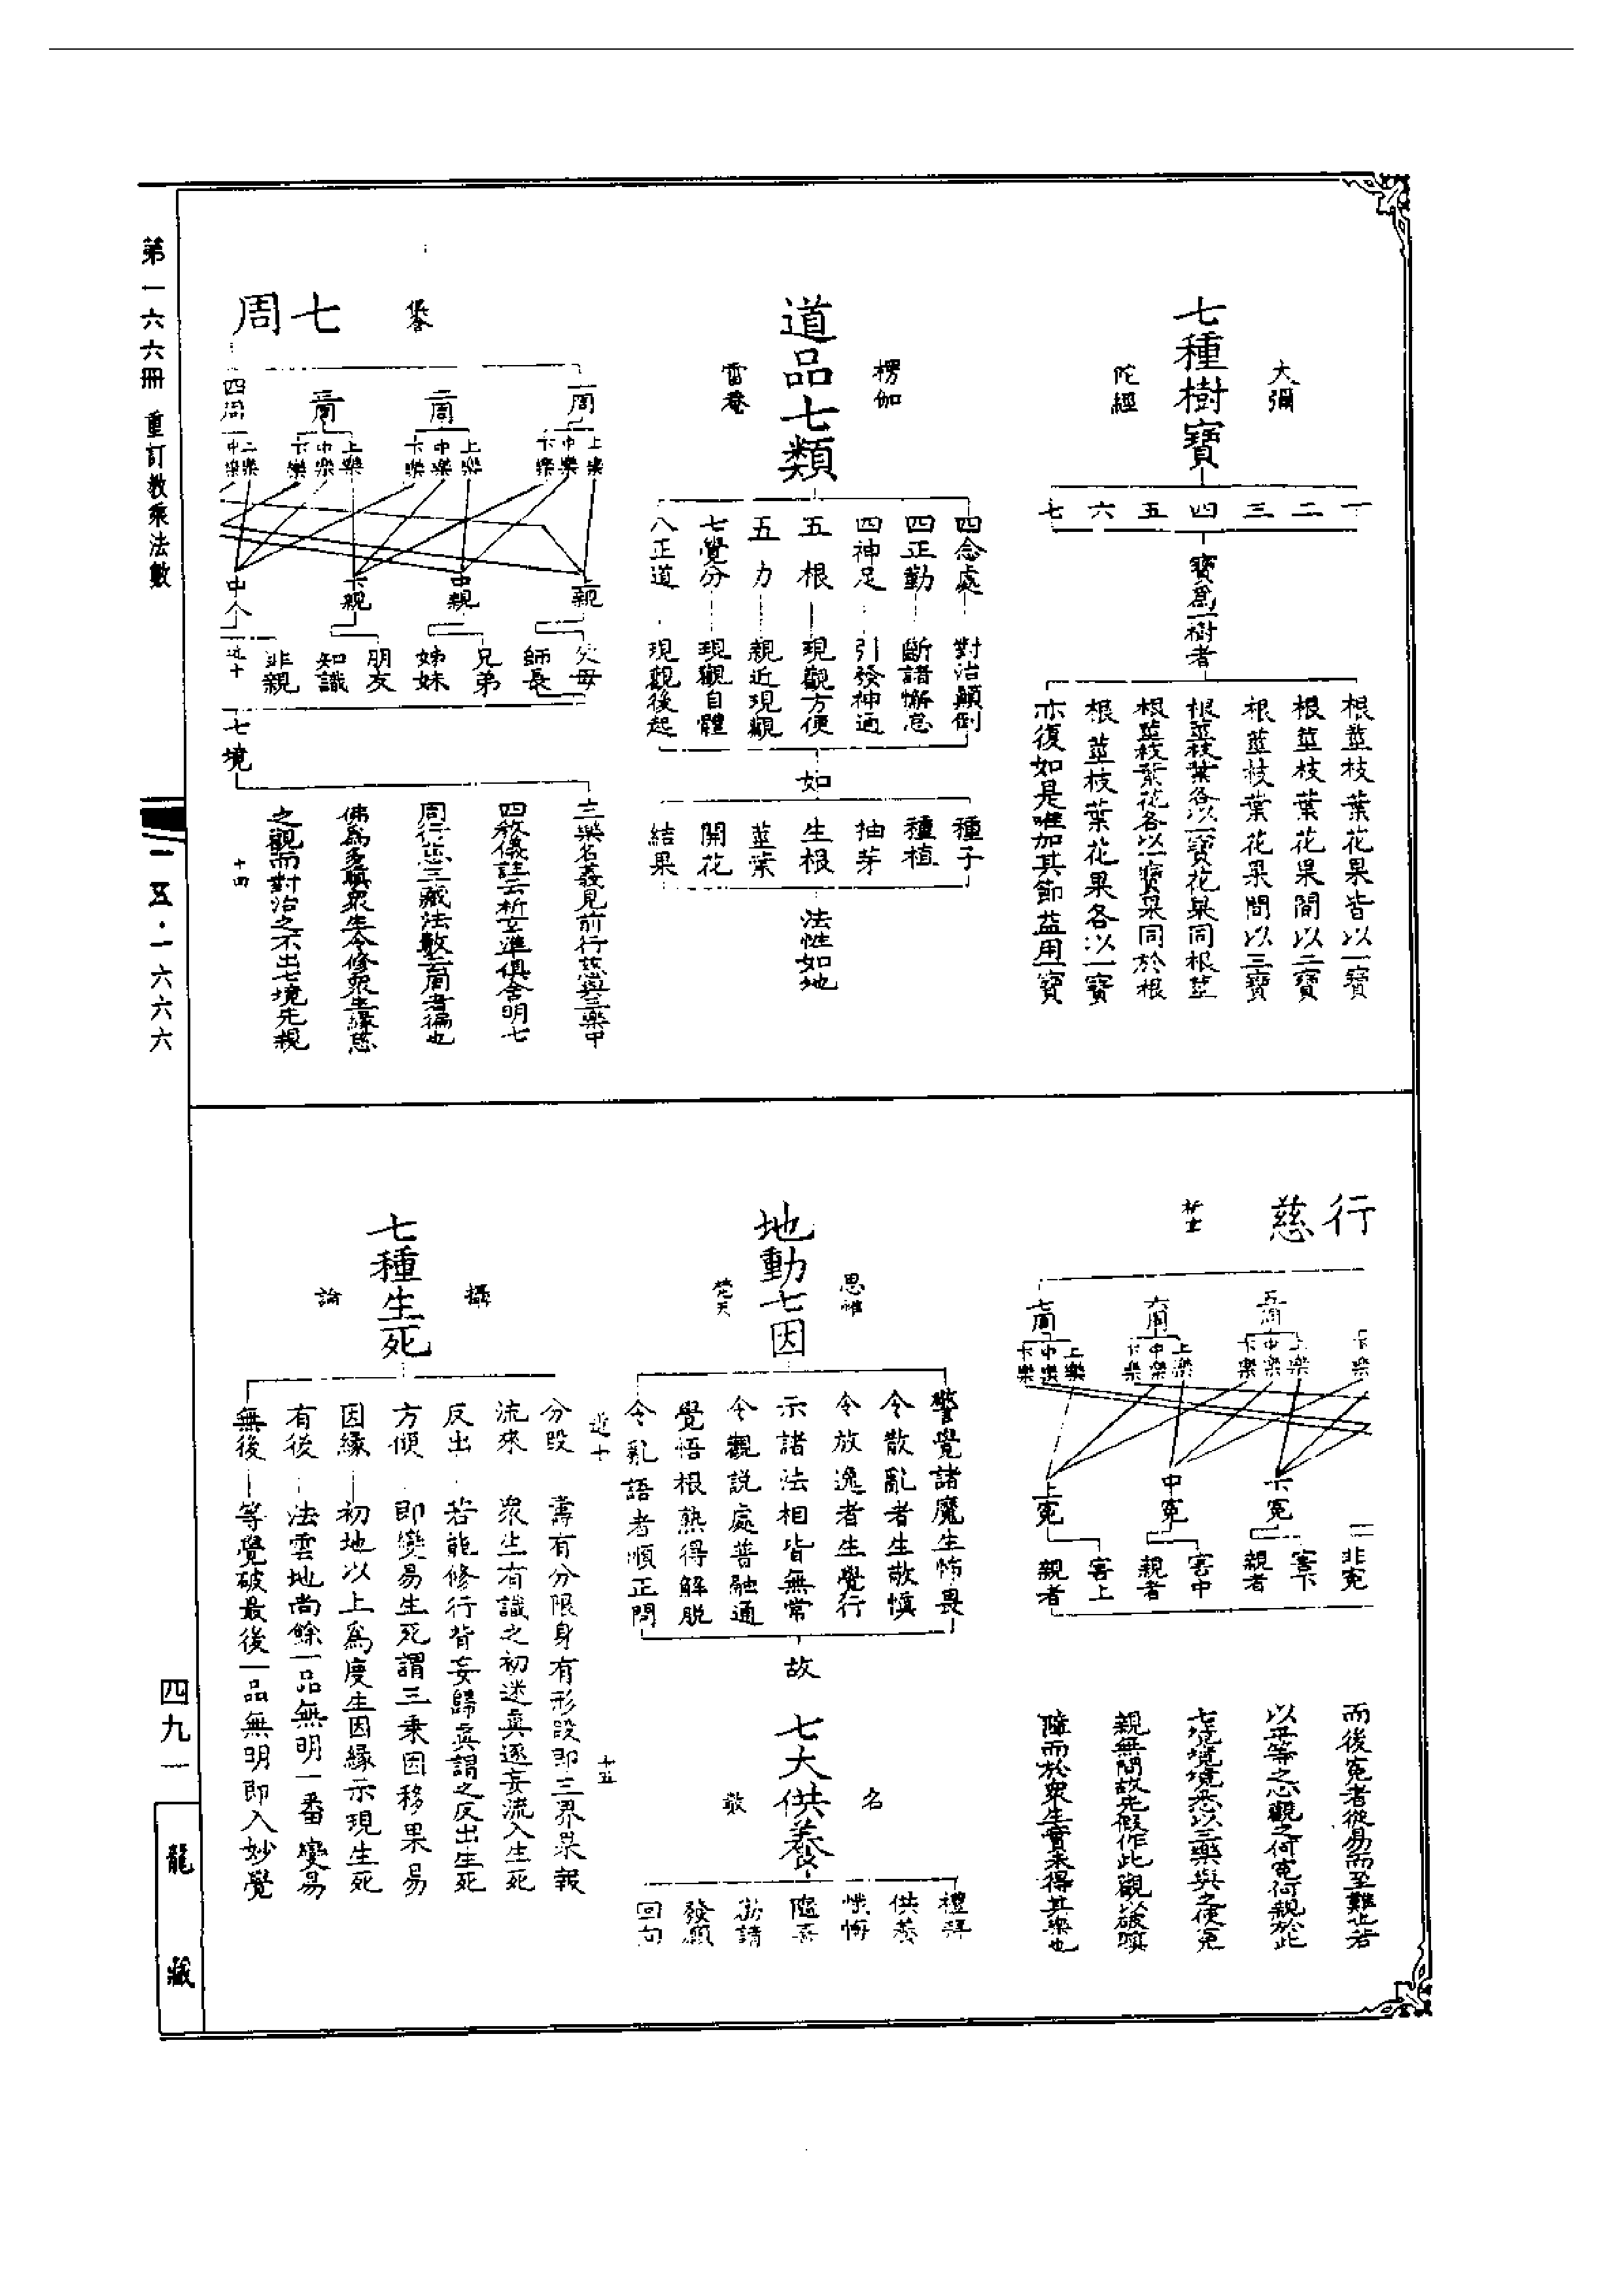 七種樹寶
大彌
陀經
一
二
三
四
五
六
七
寶爲一樹者
根莖枝葉花果皆以一寶
根莖枝葉花果間以二寶
根莖枝葉花果間以三寶
根莖枝葉各以一寶花果同根莖
根莖枝葉花各以一寶果同於根
根莖枝葉花果各以一寶
亦復如是唯加其節益用一寶
道品七類
楞伽
雷菴
四念處
對治顛倒
四正勤
斷諸懈怠
四神足
引發神通
五根
現觀方便
五力
親近現觀
七覺分
現觀自體
八正道
現觀後起
如
種子
種植
抽芽
生根
莖葉
開花
結果
法性如地
七周
一周
上樂
中樂
下樂
二周
上樂
中樂
下樂
三周
上樂
中樂
下樂
四周
上樂
中樂
上親
中親
下親
中人
父母
師長
兄弟
姊妹
朋友
知識
非親
七境
三樂名義見前行慈與三樂中
四教儀註云析玄準俱舍明七
周行慈三藏法數云周者徧也
佛爲多瞋衆生令修衆生緣慈
之觀而對治之不出七境先親
十四
行慈
下樂
五周
上樂
中樂
下樂
六周
上樂
中樂
下樂
七周
上樂
中樂
下樂
下寃
中寃
上寃
非寃
害下
親者
害中
親者
害上
親者
而後寃者從易而至難也若
以平等之心觀之何寃何親於此
七境境境悉以三樂與之使寃
親無間故先假作此觀以破瞋
障而於衆生實未得其樂也
地動七因
思惟
梵天
警覺諸魔生怖畏
令散亂者生敬慎
令放逸者生覺行
示諸法相皆無常
令觀說處普融通
覺悟根熟得解脱
令亂語者順正問
故
七大供養
名
敬
禮拜
供養
懺悔
隨喜
勸請
發願
回向
十五
七種生死
攝
論
分段
壽有分限身有形段即三界果報
流來
衆生有識之初迷真逐妄流入生死
反出
若能修行背妄歸真謂之反出生死
方便
即變易生死謂三乘因移果易
因緣
初地以上爲度生因緣示現生死
有後
法雲地尚餘一品無明一番變易
無後
等覺破最後一品無明即入妙覺
第一六六冊
重訂教乘法數
一一五·一六六六
四九一
龍藏